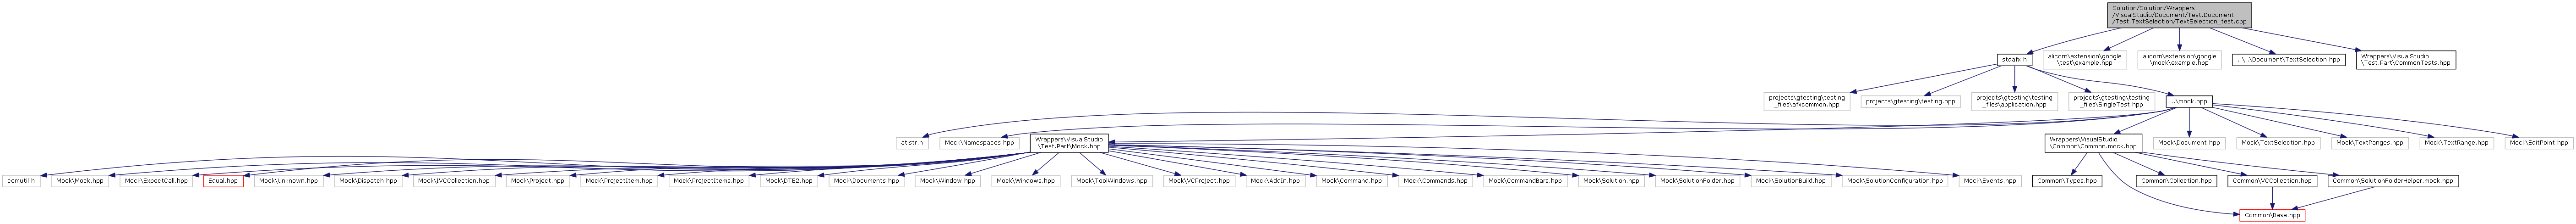 Solution/Solution/Wrappers
/VisualStudio/Document/Test.Document
/Test.TextSelection/TextSelection_test.cpp
stdafx.h
alicorn\extension\google
\test\example.hpp
alicorn\extension\google
\mock\example.hpp
..\..\Document\TextSelection.hpp
Wrappers\VisualStudio
\Test.Part\CommonTests.hpp
projects\gtesting\testing
_files\afxcommon.hpp
projects\gtesting\testing.hpp
projects\gtesting\testing
_files\application.hpp
projects\gtesting\testing
_files\SingleTest.hpp
..\mock.hpp
atlstr.h
Mock\Namespaces.hpp
Wrappers\VisualStudio
\Test.Part\Mock.hpp
Wrappers\VisualStudio
\Common\Common.mock.hpp
Mock\Document.hpp
Mock\TextSelection.hpp
Mock\TextRanges.hpp
Mock\TextRange.hpp
Mock\EditPoint.hpp
comutil.h
Mock\Mock.hpp
Mock\ExpectCall.hpp
Equal.hpp
Mock\Unknown.hpp
Mock\Dispatch.hpp
Mock\IVCCollection.hpp
Mock\Project.hpp
Mock\ProjectItem.hpp
Mock\ProjectItems.hpp
Mock\DTE2.hpp
Mock\Documents.hpp
Mock\Window.hpp
Mock\Windows.hpp
Mock\ToolWindows.hpp
Mock\VCProject.hpp
Mock\AddIn.hpp
Mock\Command.hpp
Mock\Commands.hpp
Mock\CommandBars.hpp
Mock\Solution.hpp
Mock\SolutionFolder.hpp
Mock\SolutionBuild.hpp
Mock\SolutionConfiguration.hpp
Mock\Events.hpp
Common\Types.hpp
Common\Collection.hpp
Common\VCCollection.hpp
Common\SolutionFolderHelper.mock.hpp
Common\Base.hpp